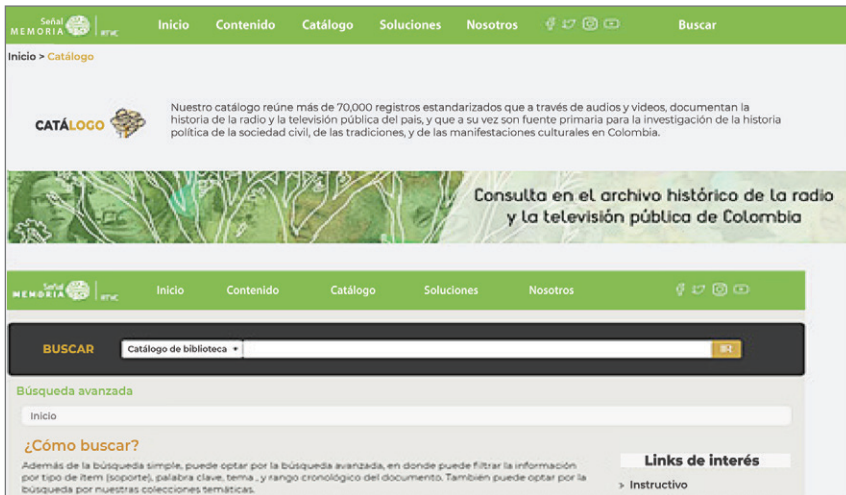 Señal
MEMORIA
rtvc
Inicio Contenido Catálogo Soluciones Nosotros Buscar
Inicio > Catálogo
CATÁLOGO
Nuestro catálogo reúne más de 70,000 registros estandarizados que a través de audios y videos, documentan la
historia de la radio y la televisión pública del país, y que a su vez son fuente primaria para la investigación de la historia
política de la sociedad civil, de las tradiciones, y de las manifestaciones culturales en Colombia.
Consulta en el archivo histórico de la radio
y la televisión pública de Colombia
Señal
MEMORIA
rtvc
Inicio Contenido Catálogo Soluciones Nosotros
BUSCAR Catálogo de biblioteca IR
Búsqueda avanzada
Inicio
¿Cómo buscar?
Además de la búsqueda simple, puede optar por la búsqueda avanzada, en donde puede filtrar la información
por tipo de ítem (soporte), palabra clave, tema , y rango cronológico del documento. También puede optar por la
búsqueda por nuestras colecciones temáticas.
Links de interés
> Instructivo